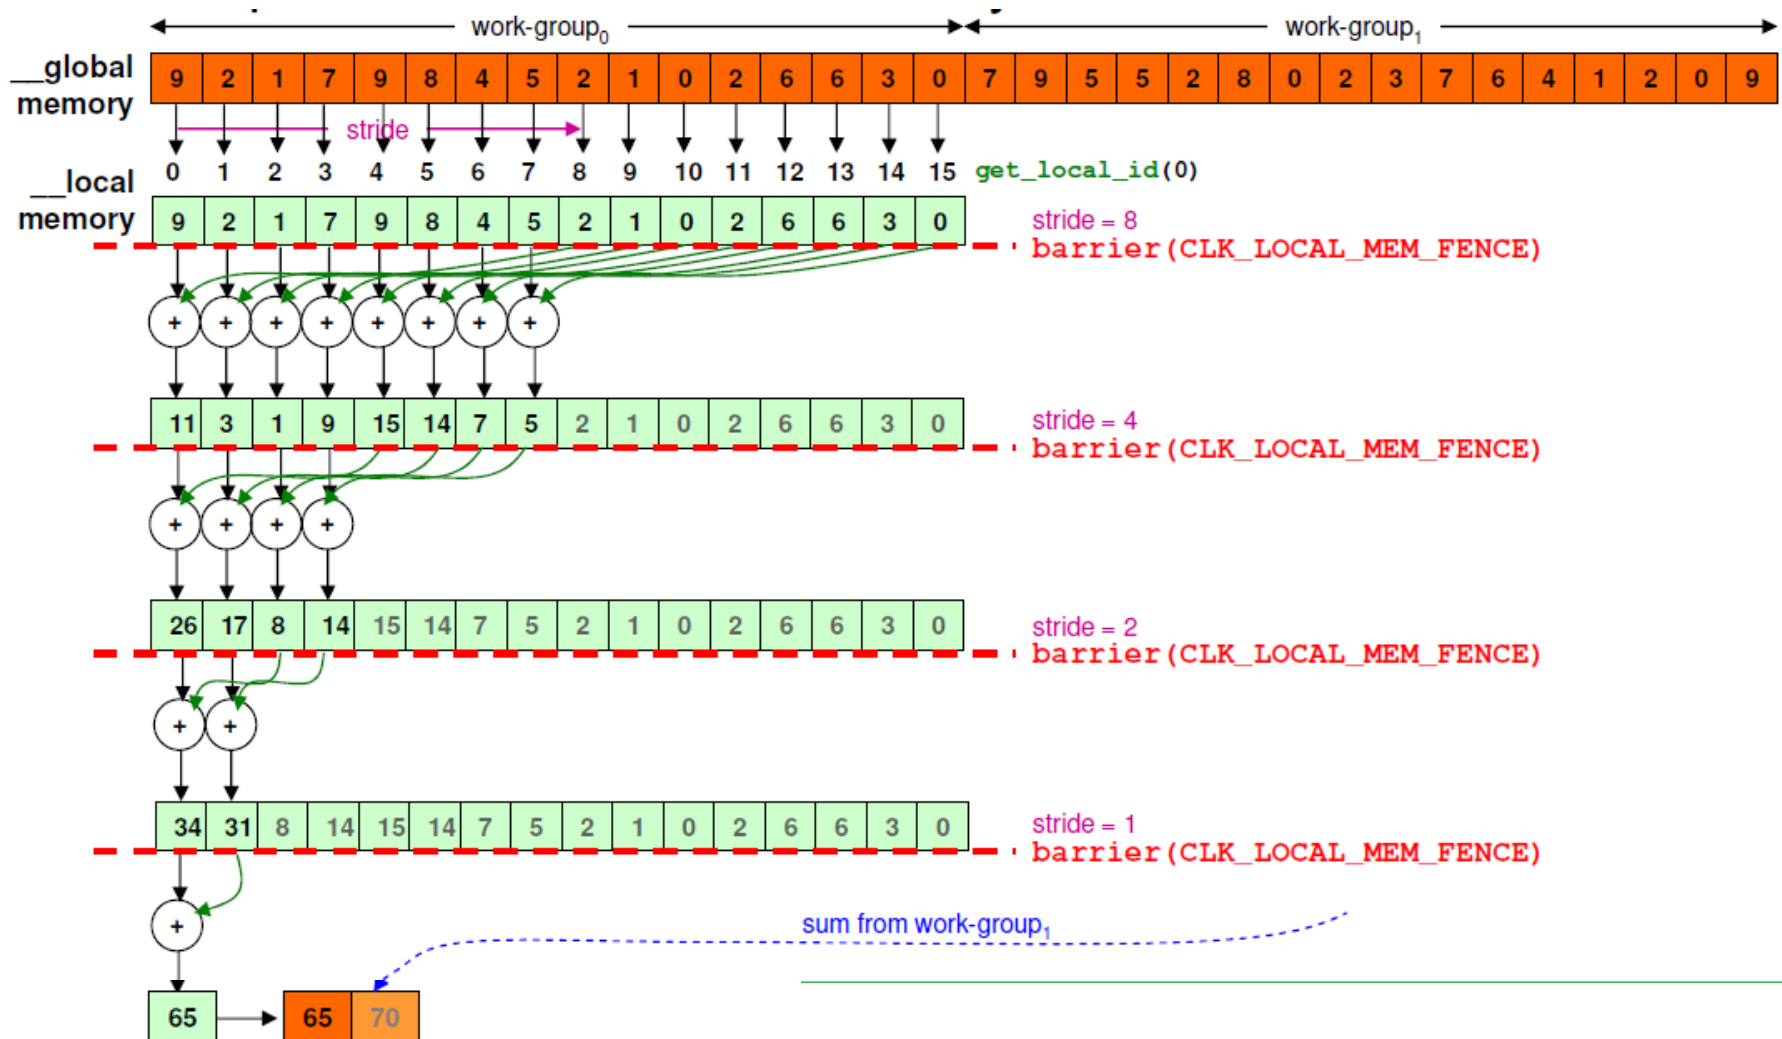 work-group0 work-group1
__global memory 9 2 1 7 9 8 4 5 2 1 0 2 6 6 3 0 7 9 5 5 2 8 0 2 3 7 6 4 1 2 0 9
stride
0 1 2 3 4 5 6 7 8 9 10 11 12 13 14 15 get_local_id(0)
__local memory 9 2 1 7 9 8 4 5 2 1 0 2 6 6 3 0 stride = 8
barrier(CLK_LOCAL_MEM_FENCE)
+ + + + + + + +
11 3 1 9 15 14 7 5 2 1 0 2 6 6 3 0 stride = 4
barrier(CLK_LOCAL_MEM_FENCE)
+ + + +
26 17 8 14 15 14 7 5 2 1 0 2 6 6 3 0 stride = 2
barrier(CLK_LOCAL_MEM_FENCE)
+ +
34 31 8 14 15 14 7 5 2 1 0 2 6 6 3 0 stride = 1
barrier(CLK_LOCAL_MEM_FENCE)
+
sum from work-group1
65 65 70